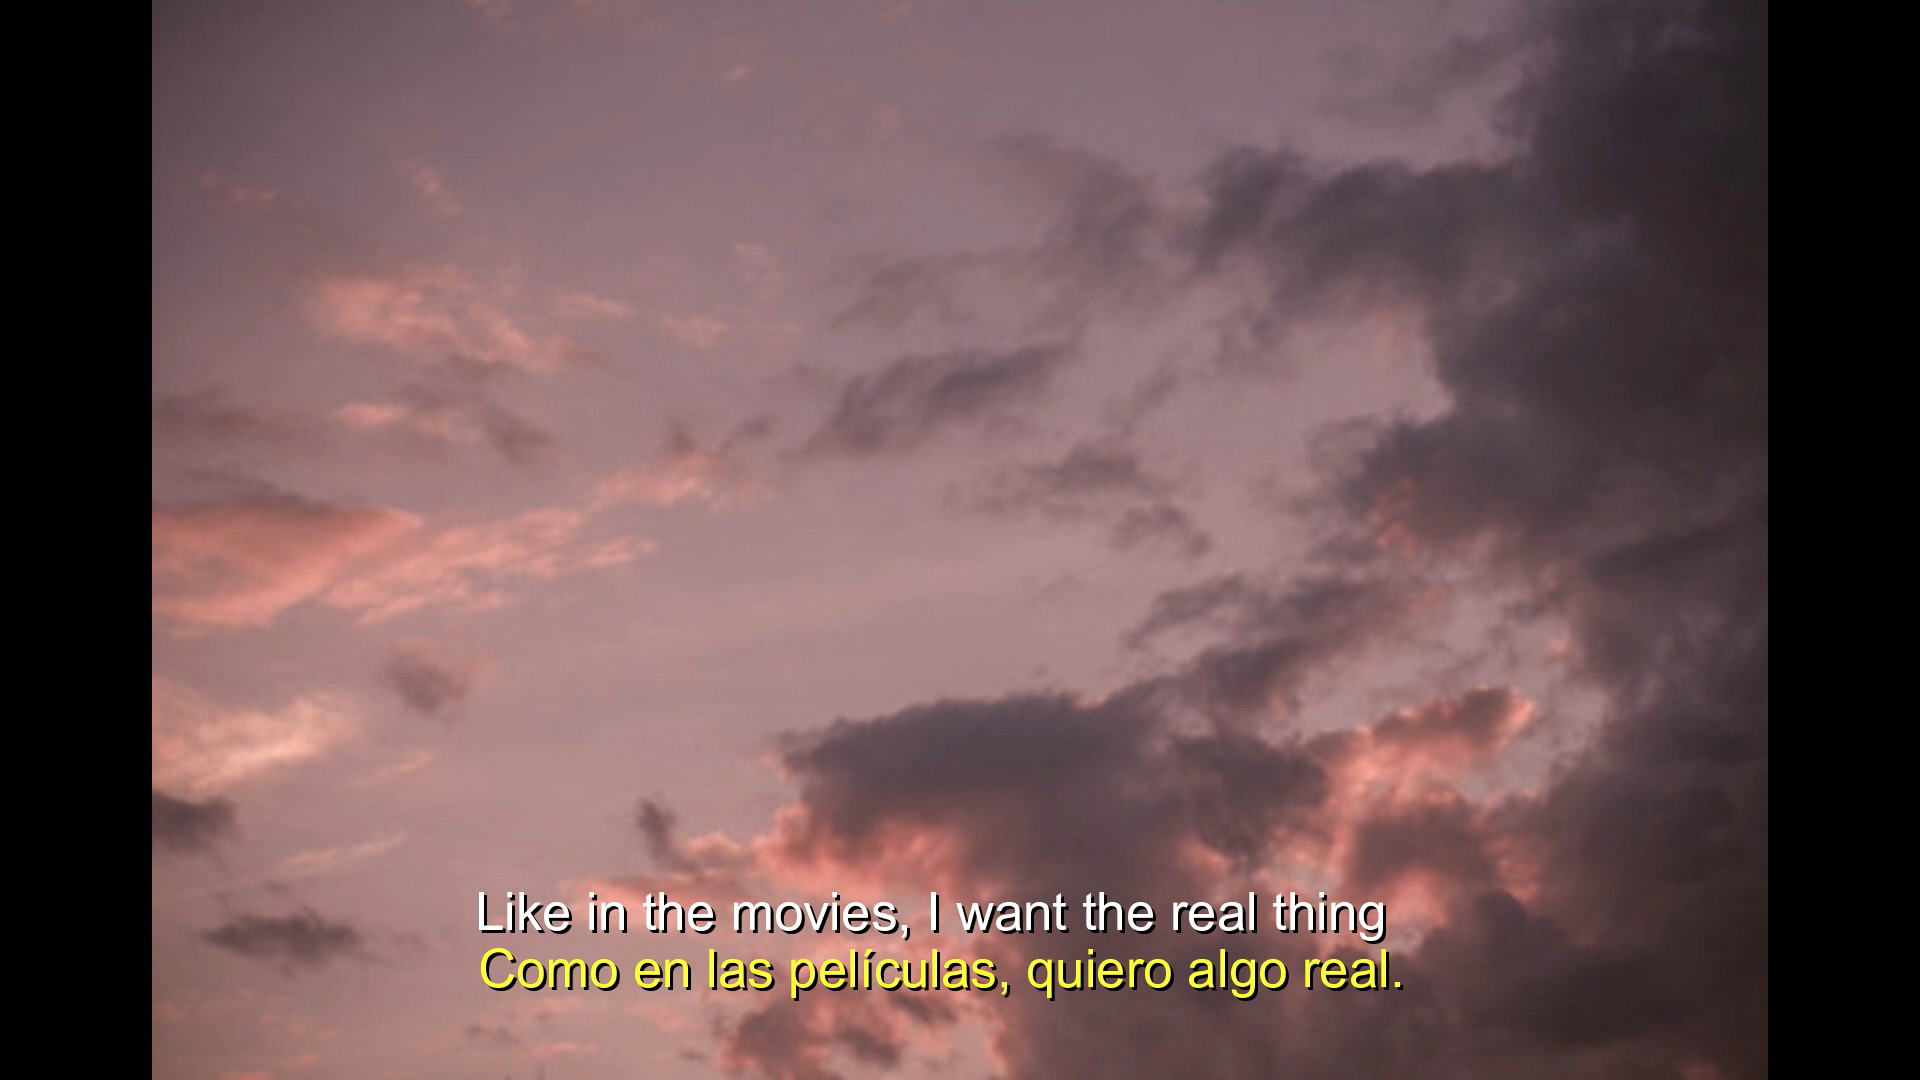 Like in the movies, I want the real thing
Como en las películas, quiero algo real.